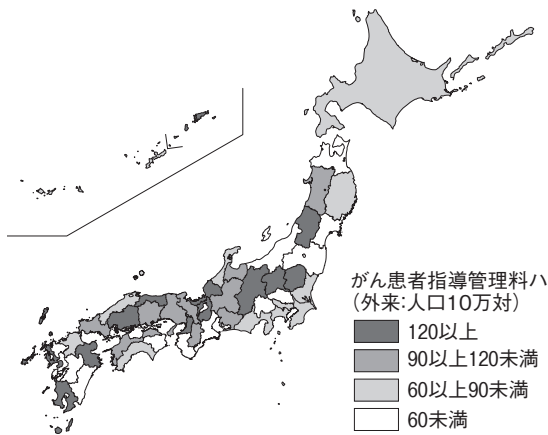 がん患者指導管理料ハ
(外来:人口10万対)
120以上
90以上120未満
60以上90未満
60未満